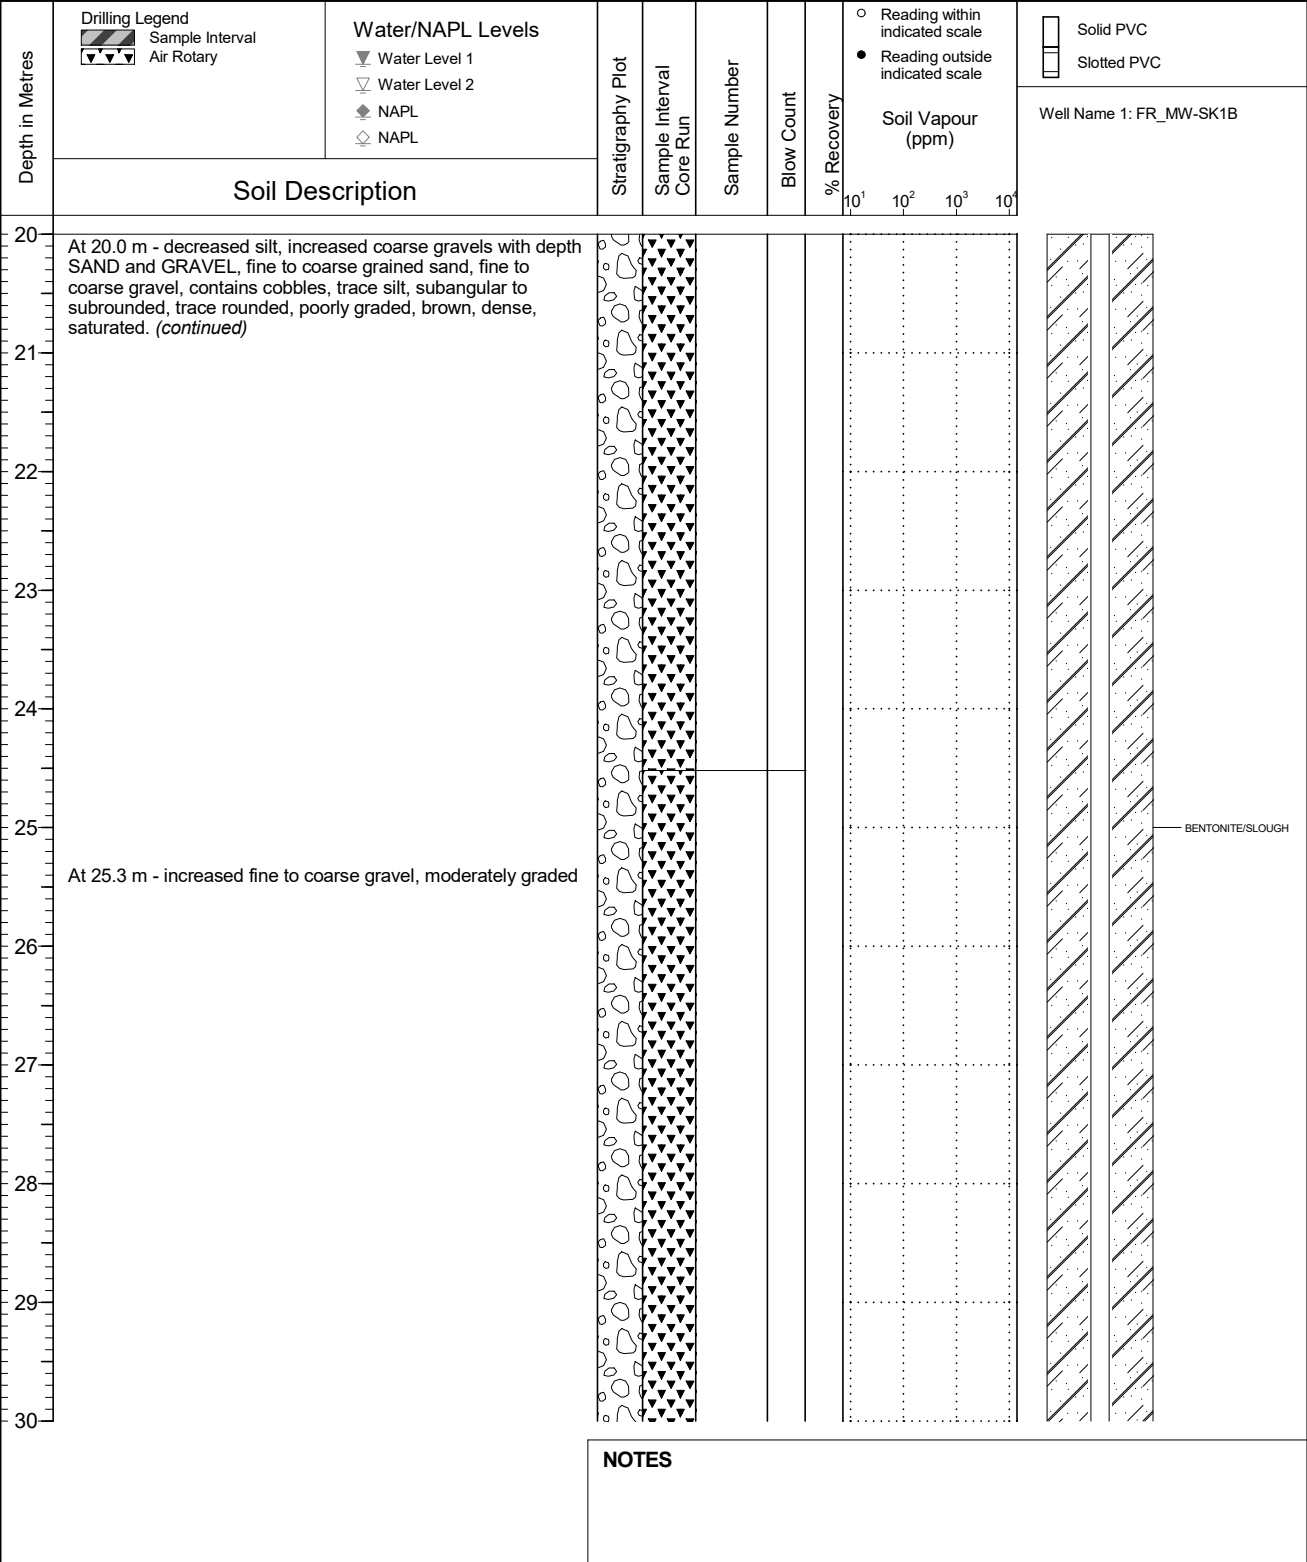 Depth in Metres
Drilling Legend
Sample Interval
Air Rotary
Water/NAPL Levels
Water Level 1
Water Level 2
NAPL
NAPL
Soil Description
Stratigraphy Plot
Sample Interval
Core Run
Sample Number
Blow Count
% Recovery
Reading within
indicated scale
Reading outside
indicated scale
Soil Vapour
(ppm)
10¹ 10² 10³ 10⁴
Solid PVC
Slotted PVC
Well Name 1: FR_MW-SK1B
20
At 20.0 m - decreased silt, increased coarse gravels with depth
SAND and GRAVEL, fine to coarse grained sand, fine to
coarse gravel, contains cobbles, trace silt, subangular to
subrounded, trace rounded, poorly graded, brown, dense,
saturated. (continued)
21
22
23
24
25
BENTONITE/SLOUGH
At 25.3 m - increased fine to coarse gravel, moderately graded
26
27
28
29
30
NOTES